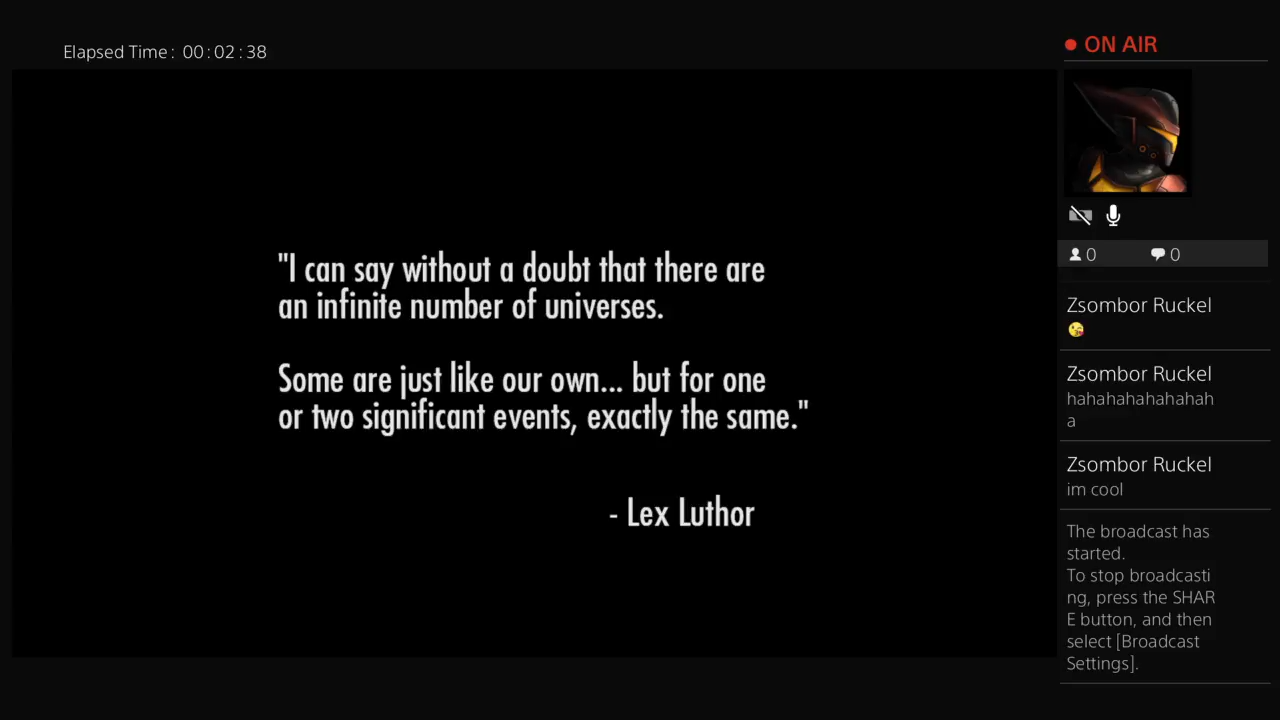 Elapsed Time: 00:02:38
ON AIR
"I can say without a doubt that there are
an infinite number of universes.
Some are just like our own... but for one
or two significant events, exactly the same."
- Lex Luthor
0 0
Zsombor Ruckel
😘
Zsombor Ruckel
hahahahahahahah
a
Zsombor Ruckel
im cool
The broadcast has
started.
To stop broadcasti
ng, press the SHAR
E button, and then
select [Broadcast
Settings].